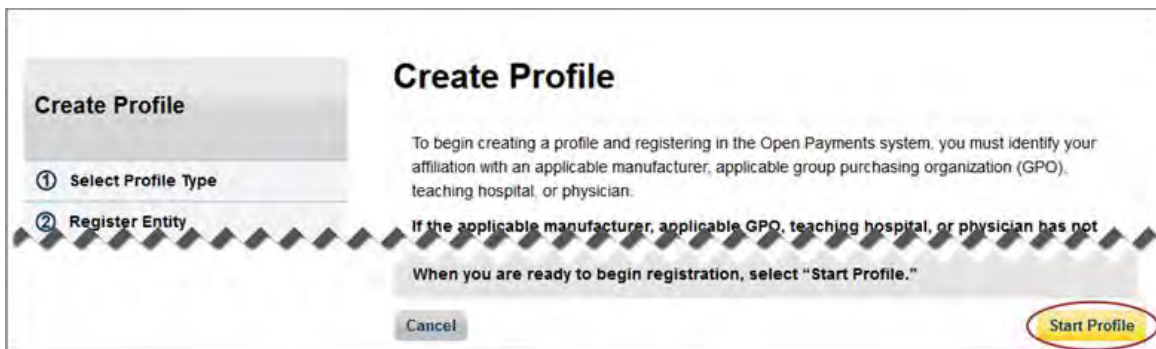 Create Profile
① Select Profile Type
② Register Entity
Create Profile
To begin creating a profile and registering in the Open Payments system, you must identify your
affiliation with an applicable manufacturer, applicable group purchasing organization (GPO),
teaching hospital, or physician.
If the applicable manufacturer, applicable GPO, teaching hospital, or physician has not
When you are ready to begin registration, select “Start Profile.”
Cancel
Start Profile